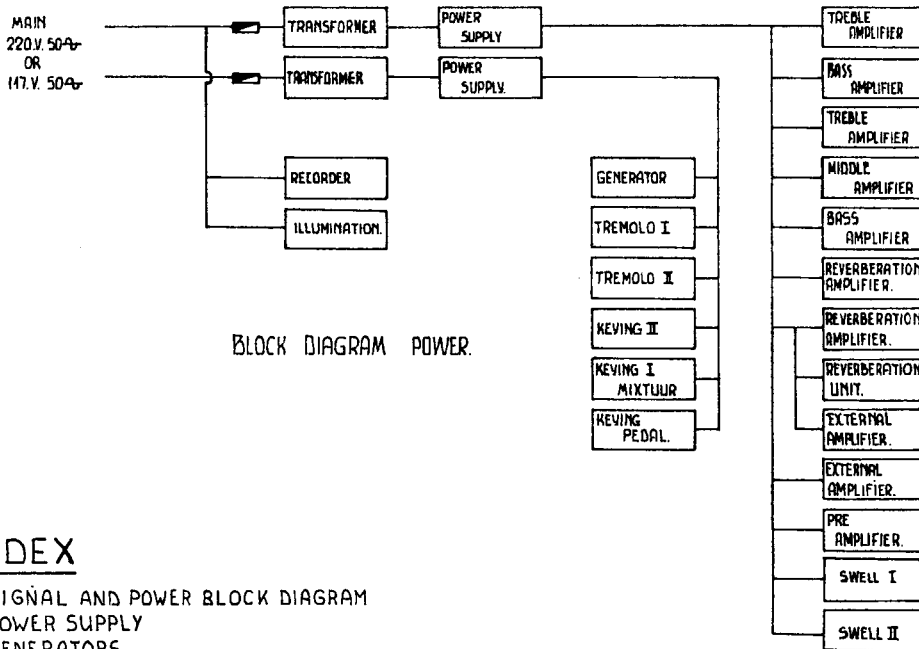 MAIN
220.V. 50
OR
117.V. 50
TRANSFORMER
POWER
SUPPLY
TRANSFORMER
POWER
SUPPLY.
RECORDER
ILLUMINATION.
GENERATOR
TREMOLO I
TREMOLO II
KEYING II
KEYING I
MIXTUUR
KEYING
PEDAL.
TREBLE
AMPLIFIER
BASS
AMPLIFIER
TREBLE
AMPLIFIER
MIDDLE
AMPLIFIER
BASS
AMPLIFIER
REVERBERATION
AMPLIFIER.
REVERBERATION
AMPLIFIER.
REVERBERATION
UNIT.
EXTERNAL
AMPLIFIER.
EXTERNAL
AMPLIFIER.
PRE
AMPLIFIER.
SWELL I
SWELL II
BLOCK DIAGRAM POWER.
DEX
IGNAL AND POWER BLOCK DIAGRAM
OWER SUPPLY